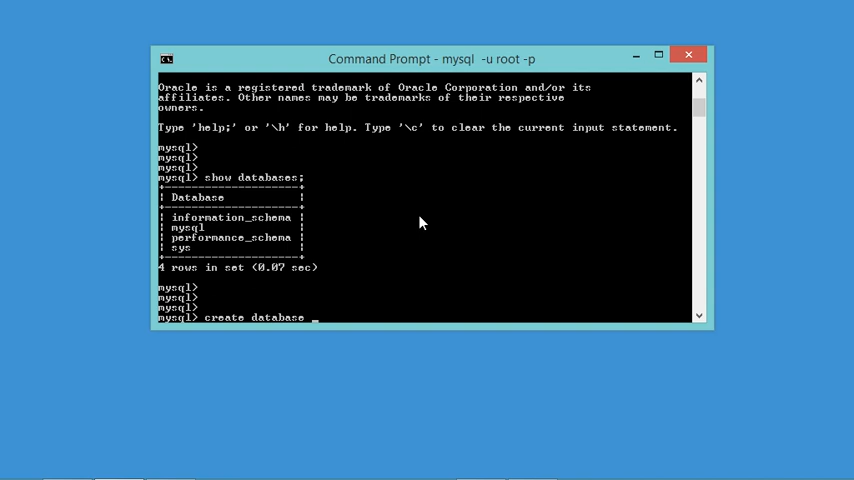 Command Prompt - mysql  -u root -p
Oracle is a registered trademark of Oracle Corporation and/or its
affiliates. Other names may be trademarks of their respective
owners.
Type 'help;' or '\h' for help. Type '\c' to clear the current input statement.
mysql>
mysql>
mysql>
mysql> show databases;
+--------------------+
| Database           |
+--------------------+
| information_schema |
| mysql              |
| performance_schema |
| sys                |
+--------------------+
4 rows in set (0.07 sec)
mysql>
mysql>
mysql>
mysql> create database _